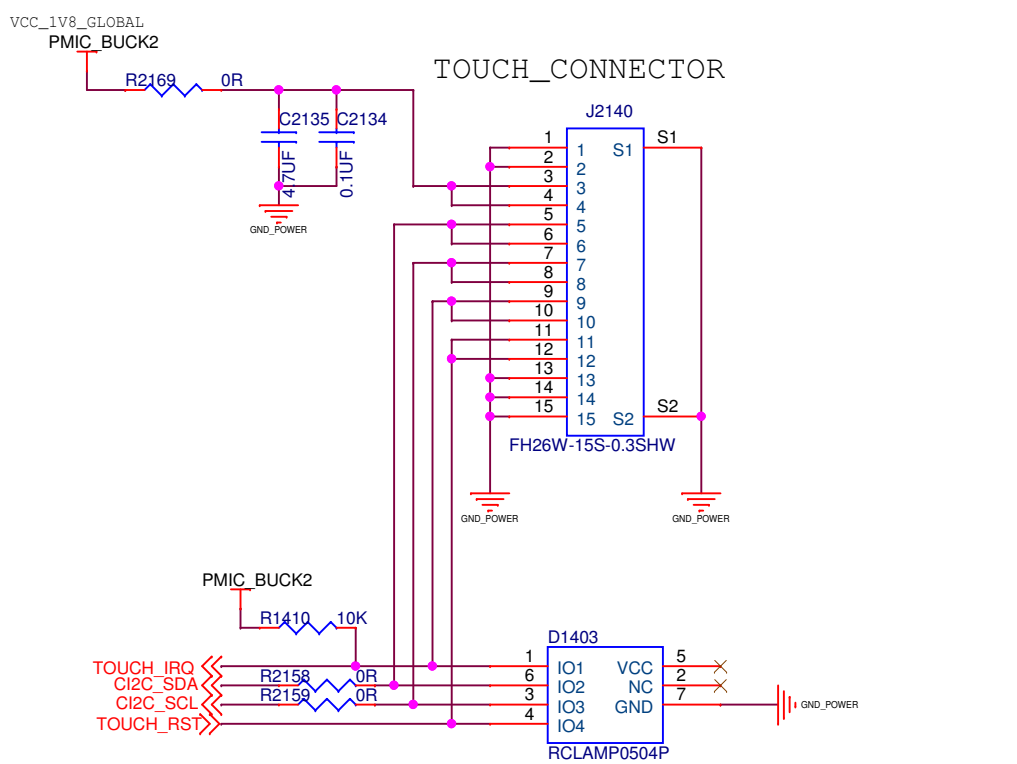 VCC_1V8_GLOBAL
PMIC_BUCK2
R2169 0R
TOUCH_CONNECTOR
C2135 C2134
4.7UF 0.1UF
GND_POWER
J2140
1 1 S1 S1
2 2
3 3
4 4
5 5
6 6
7 7
8 8
9 9
10 10
11 11
12 12
13 13
14 14
15 15 S2 S2
FH26W-15S-0.3SHW
GND_POWER GND_POWER
PMIC_BUCK2
R1410 10K
D1403
TOUCH_IRQ 1 IO1 VCC 5
CI2C_SDA R2158 0R 6 IO2 NC 2
CI2C_SCL R2159 0R 3 IO3 GND 7 GND_POWER
TOUCH_RST 4 IO4
RCLAMP0504P